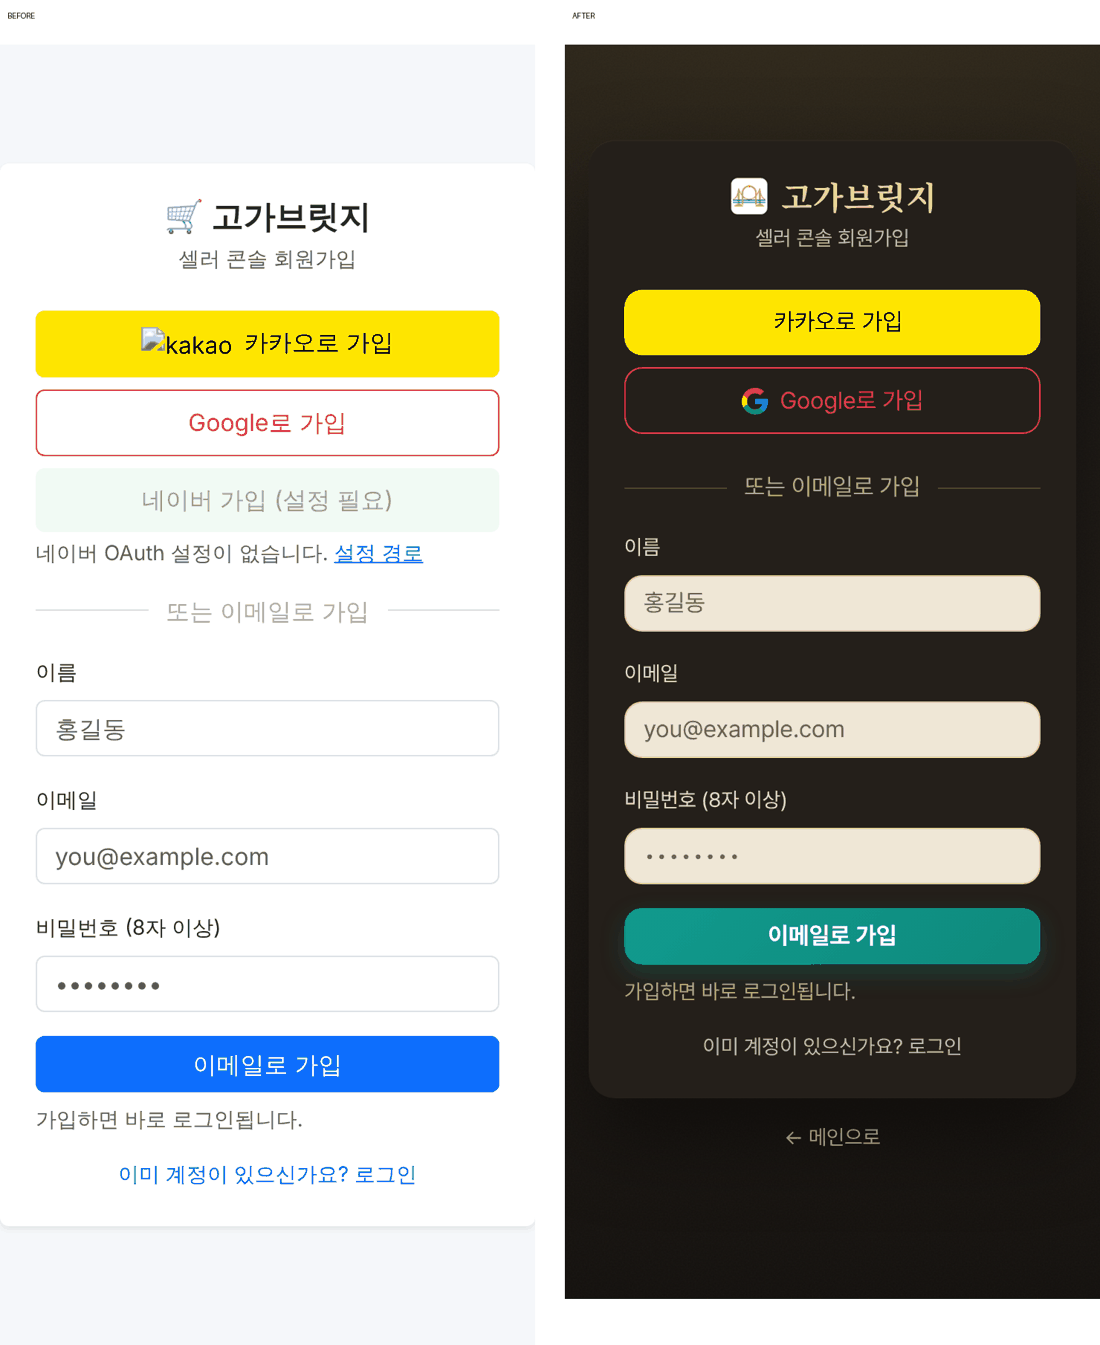 BEFORE
고가브릿지
셀러 콘솔 회원가입
kakao 카카오로 가입
Google로 가입
네이버 가입 (설정 필요)
네이버 OAuth 설정이 없습니다. 설정 경로
또는 이메일로 가입
이름
홍길동
이메일
you@example.com
비밀번호 (8자 이상)
••••••••
이메일로 가입
가입하면 바로 로그인됩니다.
이미 계정이 있으신가요? 로그인
AFTER
고가브릿지
셀러 콘솔 회원가입
카카오로 가입
Google로 가입
또는 이메일로 가입
이름
홍길동
이메일
you@example.com
비밀번호 (8자 이상)
••••••••
이메일로 가입
가입하면 바로 로그인됩니다.
이미 계정이 있으신가요? 로그인
← 메인으로